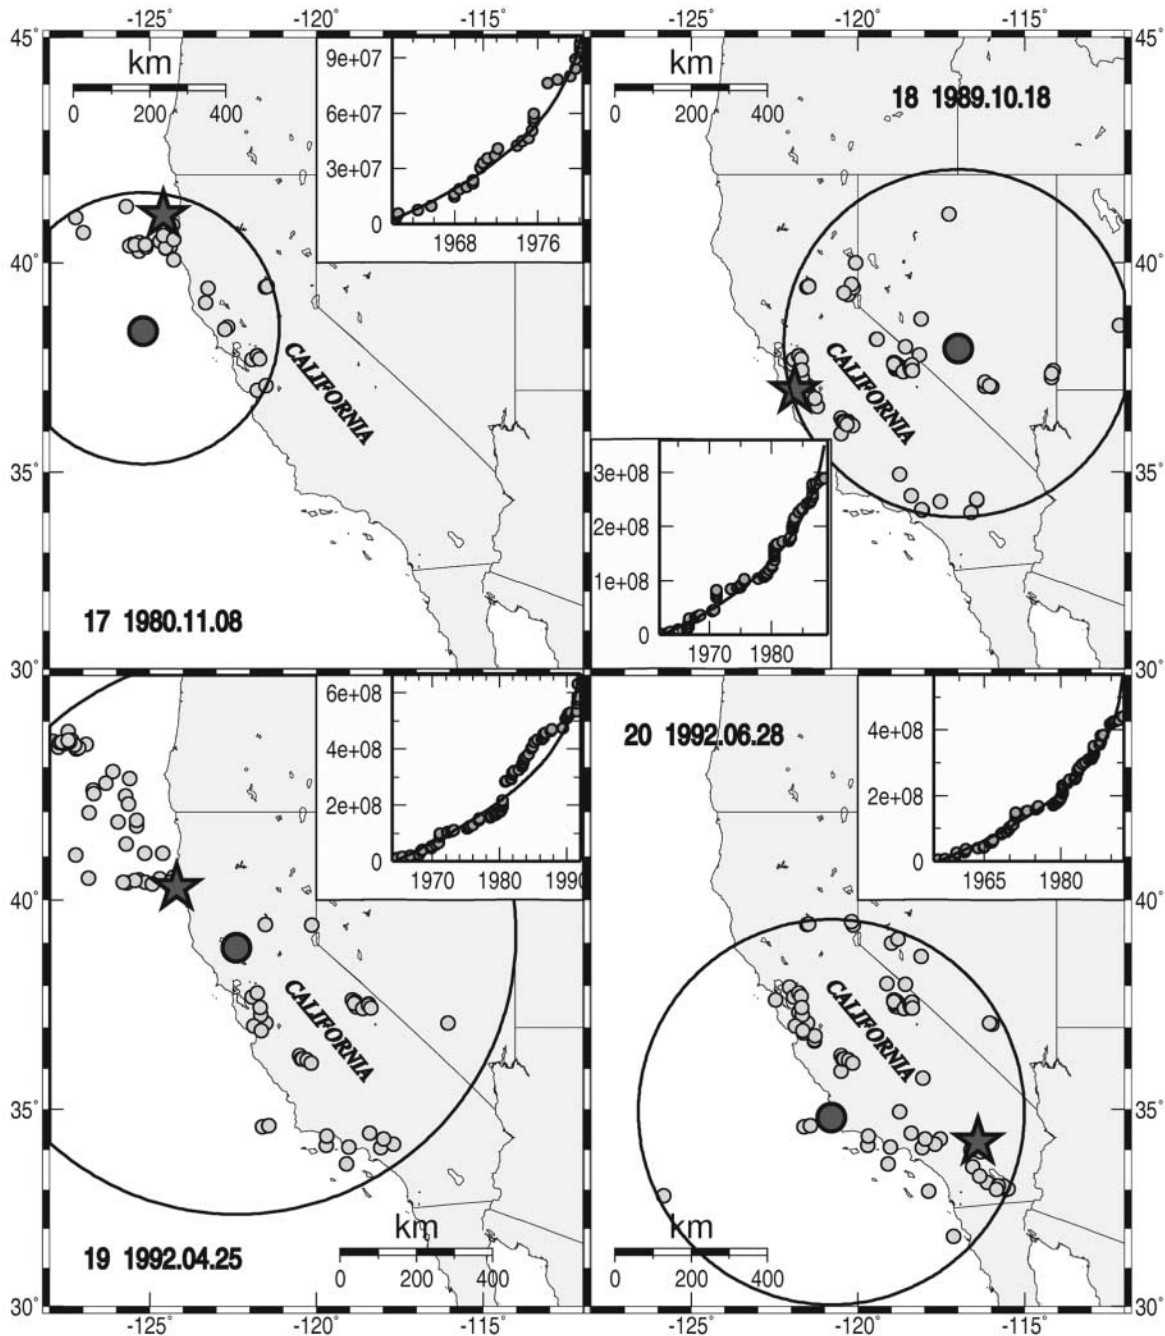 -125° -120° -115° -125° -120° -115°
45° 45°
km km
0 200 400 0 200 400
9e+07
6e+07
3e+07
0
1968 1976
18 1989.10.18
40° 40°
CALIFORNIA CALIFORNIA
35° 35°
3e+08
2e+08
1e+08
0
1970 1980
17 1980.11.08
30° 30°
6e+08
4e+08
2e+08
0
1970 1980 1990
20 1992.06.28
4e+08
2e+08
0
1965 1980
40° 40°
CALIFORNIA CALIFORNIA
35° 35°
km km
0 200 400 0 200 400
19 1992.04.25
30° 30°
-125° -120° -115° -125° -120° -115°